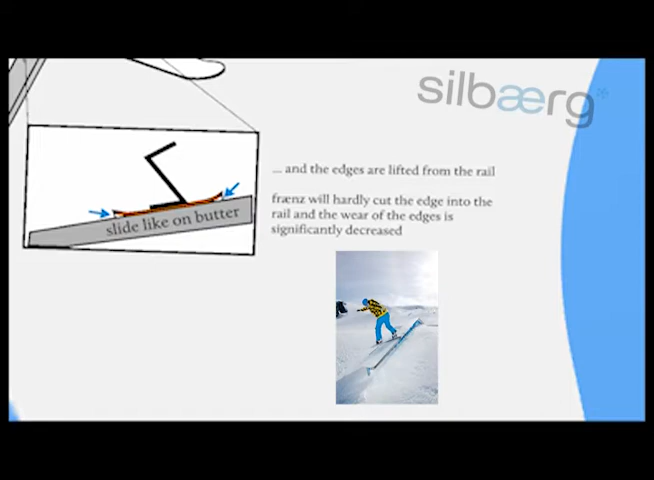 silbærg
... and the edges are lifted from the rail
frænz will hardly cut the edge into the
rail and the wear of the edges is
significantly decreased
slide like on butter